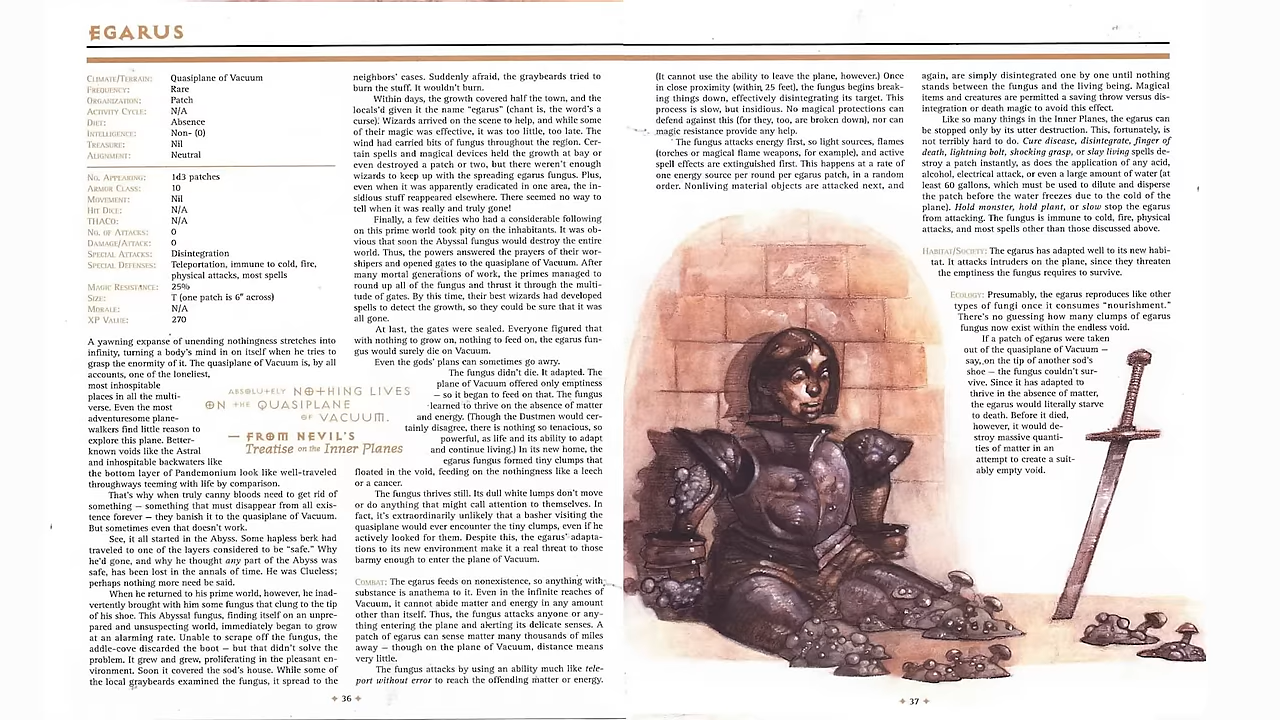 EGARUS
CLIMATE/TERRAIN: Quasiplane of Vacuum
FREQUENCY: Rare
ORGANIZATION: Patch
ACTIVITY CYCLE: N/A
DIET: Absence
INTELLIGENCE: Non- (0)
TREASURE: Nil
ALIGNMENT: Neutral
NO. APPEARING: 1d3 patches
ARMOR CLASS: 10
MOVEMENT: Nil
HIT DICE: N/A
THAC0: N/A
NO. OF ATTACKS: 0
DAMAGE/ATTACK: 0
SPECIAL ATTACKS: Disintegration
SPECIAL DEFENSES: Teleportation, immune to cold, fire,
physical attacks, most spells
MAGIC RESISTANCE: 25%
SIZE: T (one patch is 6" across)
MORALE: N/A
XP VALUE: 270
A yawning expanse of unending nothingness stretches into
infinity, turning a body's mind in on itself when he tries to
grasp the enormity of it. The quasiplane of Vacuum is, by all
accounts, one of the loneliest,
most inhospitable
places in all the multi-
verse. Even the most
adventuresome plane-
walkers find little reason to
explore this plane. Better-
known voids like the Astral
and inhospitable backwaters like
the bottom layer of Pandemonium look like well-traveled
throughways teeming with life by comparison.
That's why when truly canny bloods need to get rid of
something — something that must disappear from all exis-
tence forever — they banish it to the quasiplane of Vacuum.
But sometimes even that doesn't work.
See, it all started in the Abyss. Some hapless berk had
traveled to one of the layers considered to be "safe." Why
he'd gone, and why he thought any part of the Abyss was
safe, has been lost in the annals of time. He was Clueless;
perhaps nothing more need be said.
When he returned to his prime world, however, he inad-
vertently brought with him some fungus that clung to the tip
of his shoe. This Abyssal fungus, finding itself on an unpre-
pared and unsuspecting world, immediately began to grow
at an alarming rate. Unable to scrape off the fungus, the
addle-cove discarded the boot — but that didn't solve the
problem. It grew and grew, proliferating in the pleasant en-
vironment. Soon it covered the sod's house. While some of
the local graybeards examined the fungus, it spread to the
ABSOLUTELY NOTHING LIVES
ON THE QUASIPLANE
OF VACUUM.
— FROM NEVIL'S
Treatise on the Inner Planes
neighbors' cases. Suddenly afraid, the graybeards tried to
burn the stuff. It wouldn't burn.
Within days, the growth covered half the town, and the
locals'd given it the name "egarus" (chant is, the word's a
curse). Wizards arrived on the scene to help, and while some
of their magic was effective, it was too little, too late. The
wind had carried bits of fungus throughout the region. Cer-
tain spells and magical devices held the growth at bay or
even destroyed a patch or two, but there weren't enough
wizards to keep up with the spreading egarus fungus. Plus,
even when it was apparently eradicated in one area, the in-
sidious stuff reappeared elsewhere. There seemed no way to
tell when it was really and truly gone!
Finally, a few deities who had a considerable following
on this prime world took pity on the inhabitants. It was ob-
vious that soon the Abyssal fungus would destroy the entire
world. Thus, the powers answered the prayers of their wor-
shipers and opened gates to the quasiplane of Vacuum. After
many mortal generations of work, the primes managed to
round up all of the fungus and thrust it through the multi-
tude of gates. By this time, their best wizards had developed
spells to detect the growth, so they could be sure that it was
all gone.
At last, the gates were sealed. Everyone figured that
with nothing to grow on, nothing to feed on, the egarus fun-
gus would surely die on Vacuum.
Even the gods' plans can sometimes go awry.
The fungus didn't die. It adapted. The
plane of Vacuum offered only emptiness
— so it began to feed on that. The fungus
learned to thrive on the absence of matter
and energy. (Though the Dustmen would cer-
tainly disagree, there is nothing so tenacious, so
powerful, as life and its ability to adapt
and continue living.) In its new home, the
egarus fungus formed tiny clumps that
floated in the void, feeding on the nothingness like a leech
or a cancer.
The fungus thrives still. Its dull white lumps don't move
or do anything that might call attention to themselves. In
fact, it's extraordinarily unlikely that a basher visiting the
quasiplane would ever encounter the tiny clumps, even if he
actively looked for them. Despite this, the egarus' adapta-
tions to its new environment make it a real threat to those
barmy enough to enter the plane of Vacuum.
COMBAT: The egarus feeds on nonexistence, so anything with
substance is anathema to it. Even in the infinite reaches of
Vacuum, it cannot abide matter and energy in any amount
other than itself. Thus, the fungus attacks anyone or any-
thing entering the plane and alerting its delicate senses. A
patch of egarus can sense matter many thousands of miles
away — though on the plane of Vacuum, distance means
very little.
The fungus attacks by using an ability much like tele-
port without error to reach the offending matter or energy.
36
(It cannot use the ability to leave the plane, however.) Once
in close proximity (within 25 feet), the fungus begins break-
ing things down, effectively disintegrating its target. This
process is slow, but insidious. No magical protections can
defend against this (for they, too, are broken down), nor can
magic resistance provide any help.
The fungus attacks energy first, so light sources, flames
(torches or magical flame weapons, for example), and active
spell effects are extinguished first. This happens at a rate of
one energy source per round per egarus patch, in a random
order. Nonliving material objects are attacked next, and
again, are simply disintegrated one by one until nothing
stands between the fungus and the living being. Magical
items and creatures are permitted a saving throw versus dis-
integration or death magic to avoid this effect.
Like so many things in the Inner Planes, the egarus can
be stopped only by its utter destruction. This, fortunately, is
not terribly hard to do. Cure disease, disintegrate, finger of
death, lightning bolt, shocking grasp, or slay living spells de-
stroy a patch instantly, as does the application of any acid,
alcohol, electrical attack, or even a large amount of water (at
least 60 gallons, which must be used to dilute and disperse
the patch before the water freezes due to the cold of the
plane). Hold monster, hold plant, or slow stop the egarus
from attacking. The fungus is immune to cold, fire, physical
attacks, and most spells other than those discussed above.
HABITAT/SOCIETY: The egarus has adapted well to its new habi-
tat. It attacks intruders on the plane, since they threaten
the emptiness the fungus requires to survive.
ECOLOGY: Presumably, the egarus reproduces like other
types of fungi once it consumes "nourishment."
There's no guessing how many clumps of egarus
fungus now exist within the endless void.
If a patch of egarus were taken
out of the quasiplane of Vacuum —
say, on the tip of another sod's
shoe — the fungus couldn't sur-
vive. Since it has adapted to
thrive in the absence of matter,
the egarus would literally starve
to death. Before it died,
however, it would de-
stroy massive quanti-
ties of matter in an
attempt to create a suit-
ably empty void.
37